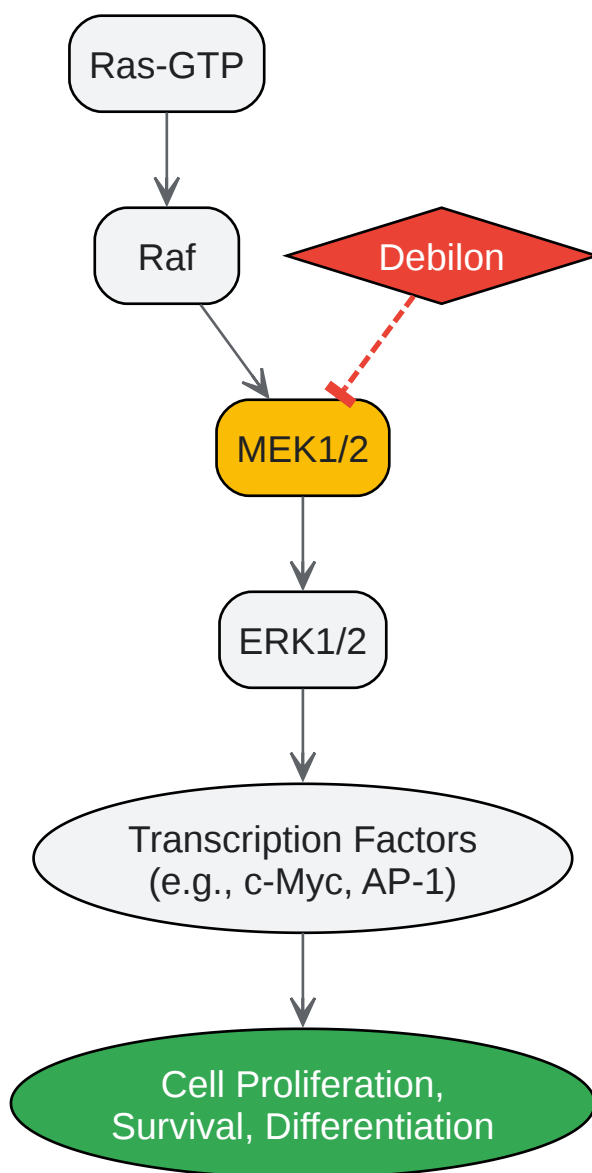 Ras-GTP
Raf
Debilon
MEK1/2
ERK1/2
Transcription Factors
(e.g., c-Myc, AP-1)
Cell Proliferation,
Survival, Differentiation